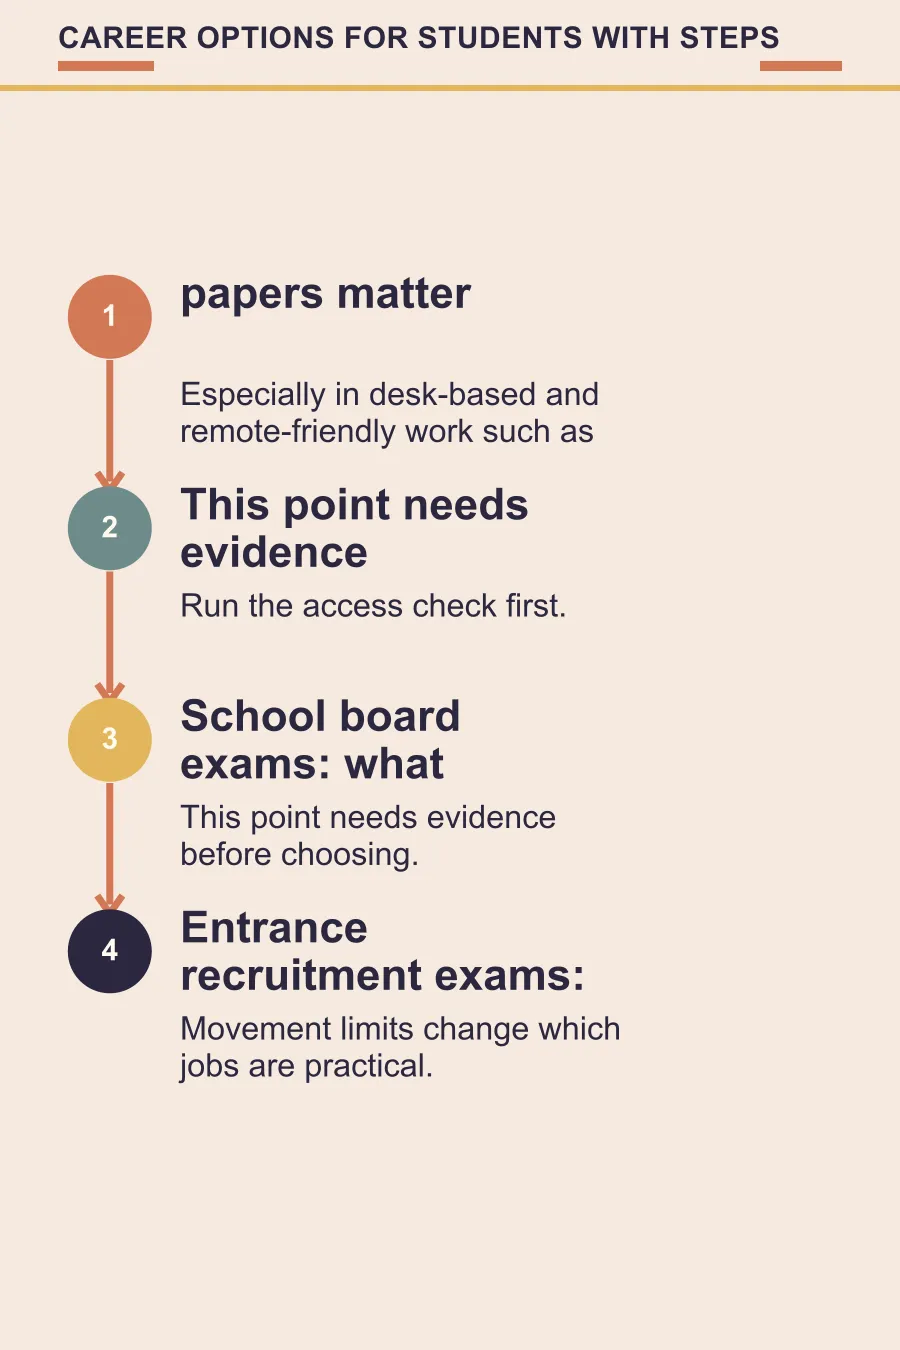 CAREER OPTIONS FOR STUDENTS WITH STEPS
1
papers matter
Especially in desk-based and
remote-friendly work such as
2
This point needs
evidence
Run the access check first.
3
School board
exams: what
This point needs evidence
before choosing.
4
Entrance
recruitment exams:
Movement limits change which
jobs are practical.